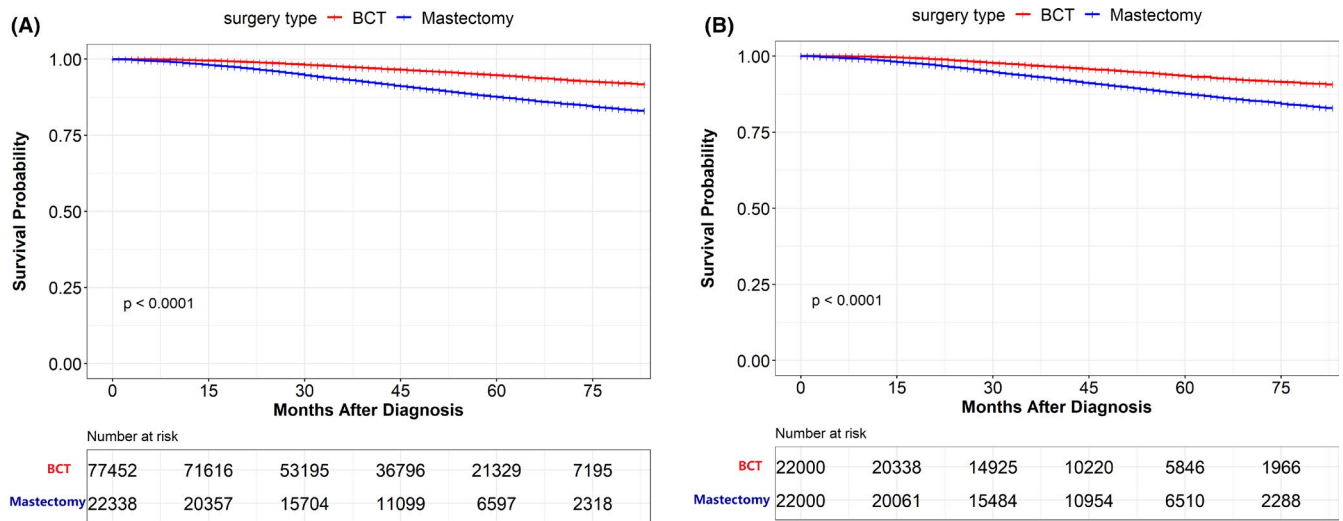 (A)
surgery type BCT Mastectomy
Survival Probability
1.00
0.75
0.50
0.25
0.00
p < 0.0001
0 15 30 45 60 75
Months After Diagnosis
Number at risk
BCT 77452 71616 53195 36796 21329 7195
Mastectomy 22338 20357 15704 11099 6597 2318
(B)
surgery type BCT Mastectomy
Survival Probability
1.00
0.75
0.50
0.25
0.00
p < 0.0001
0 15 30 45 60 75
Months After Diagnosis
Number at risk
BCT 22000 20338 14925 10220 5846 1966
Mastectomy 22000 20061 15484 10954 6510 2288